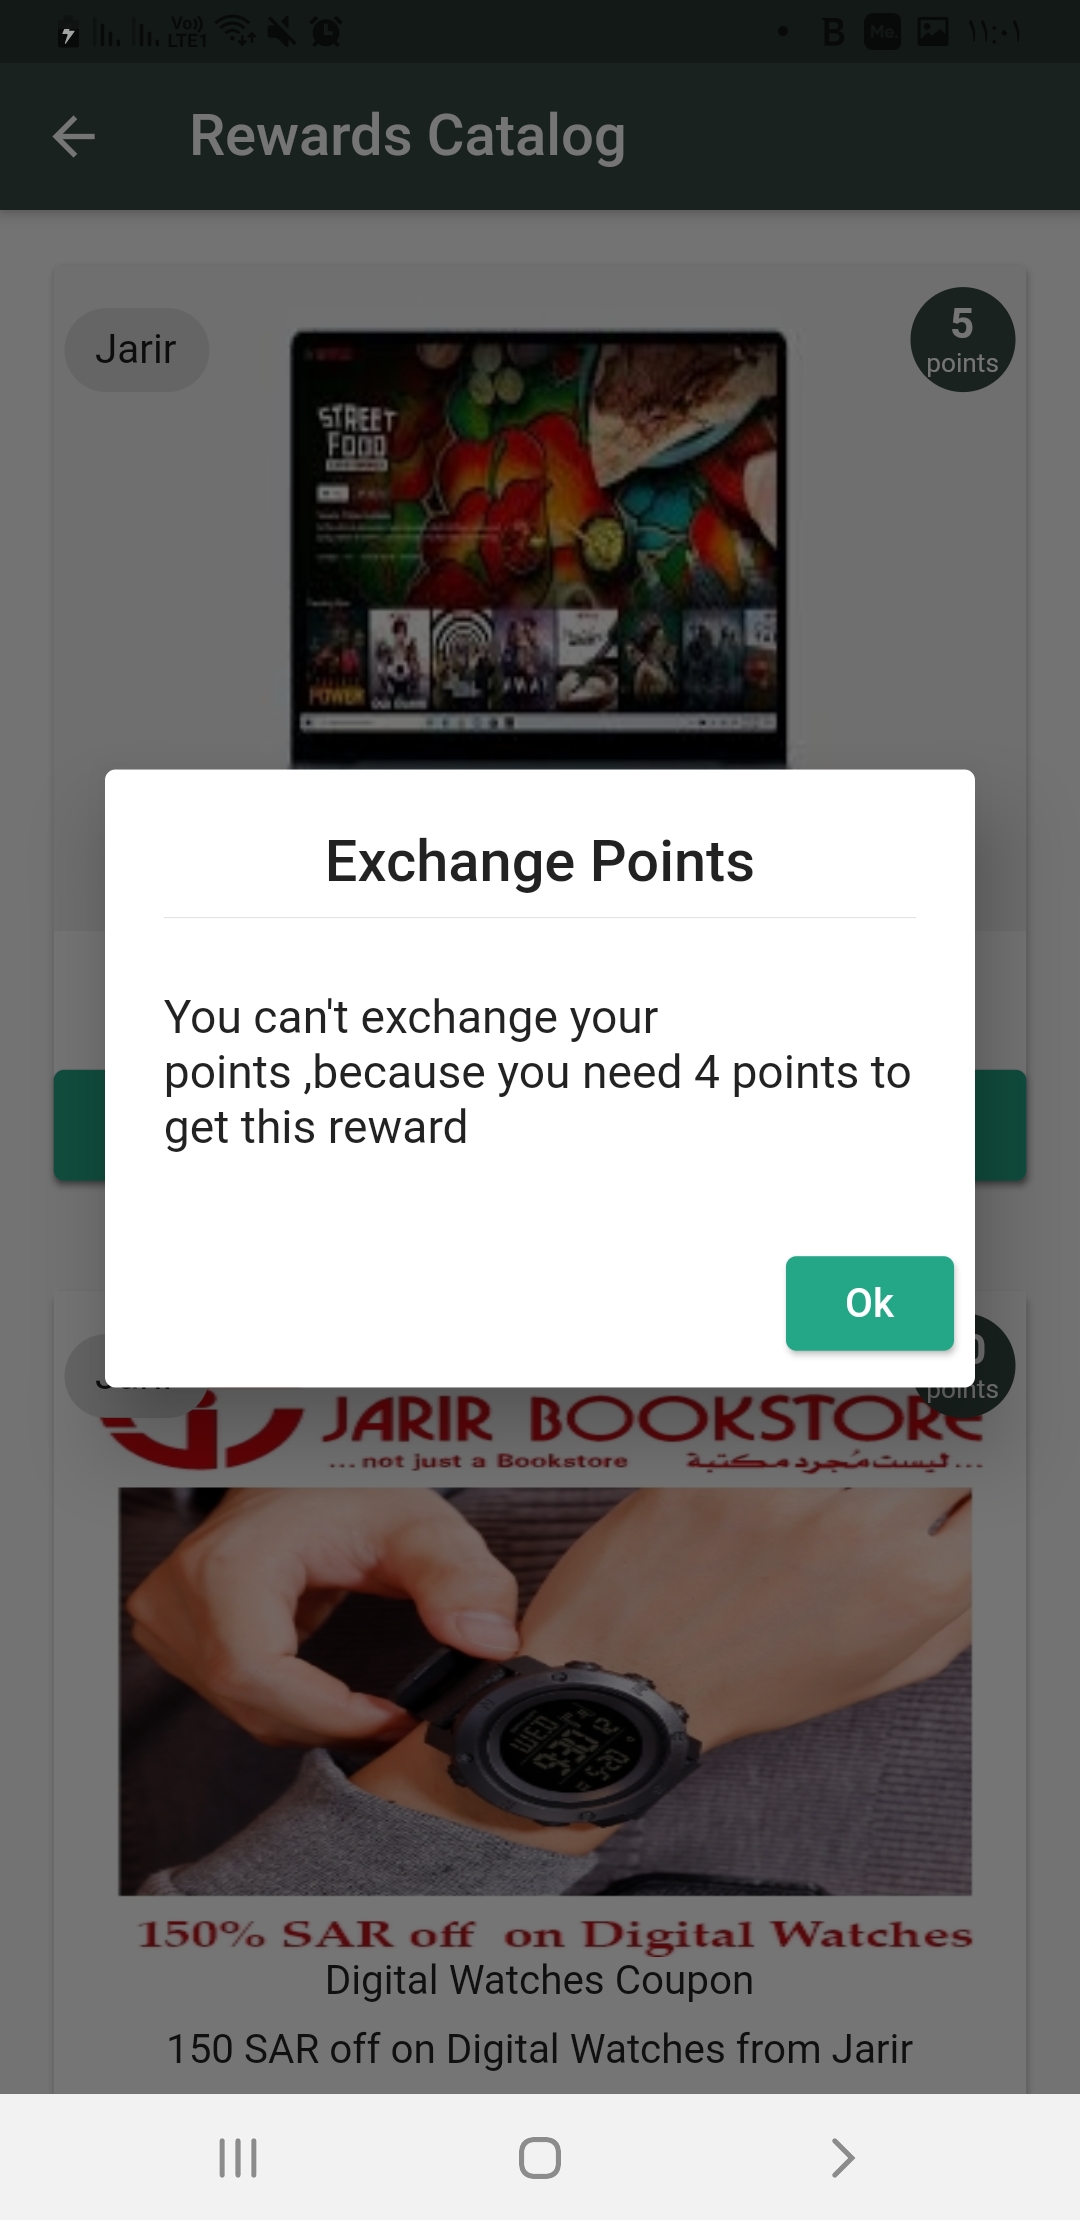 Vo))
LTE1
B
Me.
١١:٠١
Rewards Catalog
Jarir
5
points
STREET
FOOD
POWER
Exchange Points
You can't exchange your
points ,because you need 4 points to
get this reward
Ok
0
points
JARIR BOOKSTORE
...not just a Bookstore
ليست مُجرد مكتبة...
WED
9:30
150% SAR off on Digital Watches
Digital Watches Coupon
150 SAR off on Digital Watches from Jarir